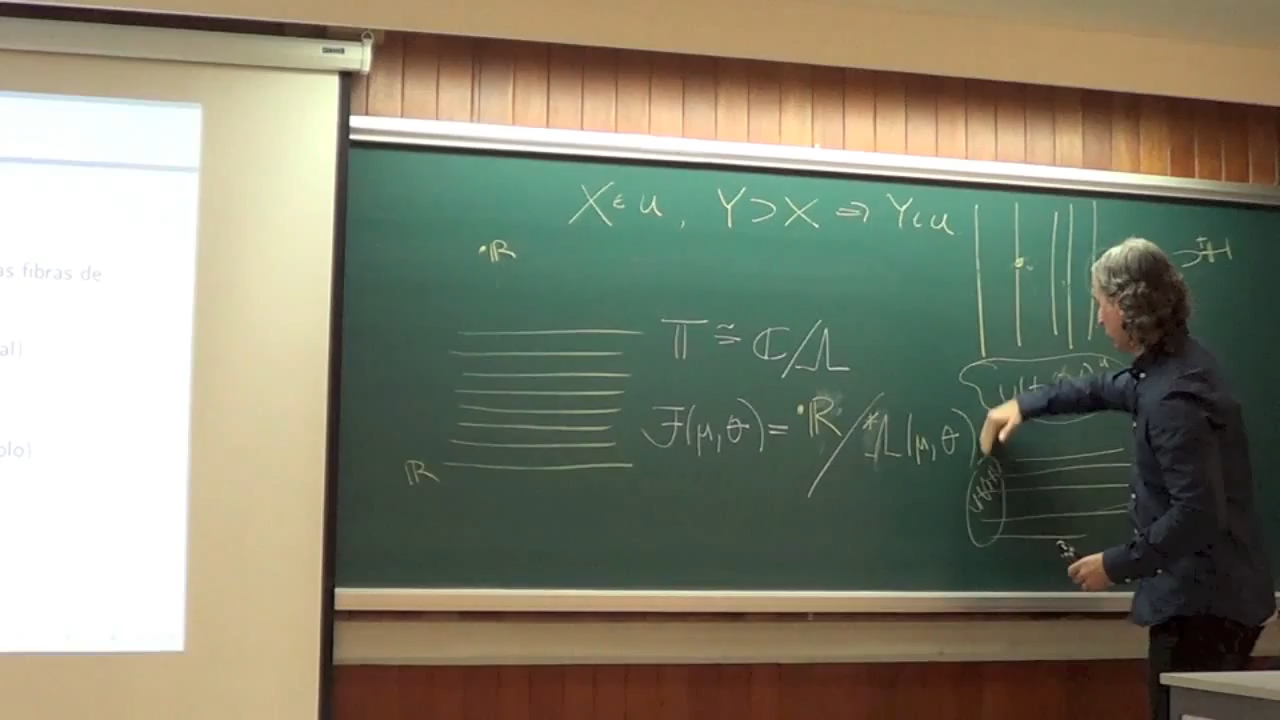 as fibras de
al)
olo)
X ∈ u, Y ⊃ X ⇒ Y ∈ u
•ℝ
𝕋 ≅ ℂ/𝕃
ℱ(μ,θ) = •ℝ / *𝕃(μ,θ)
ℝ